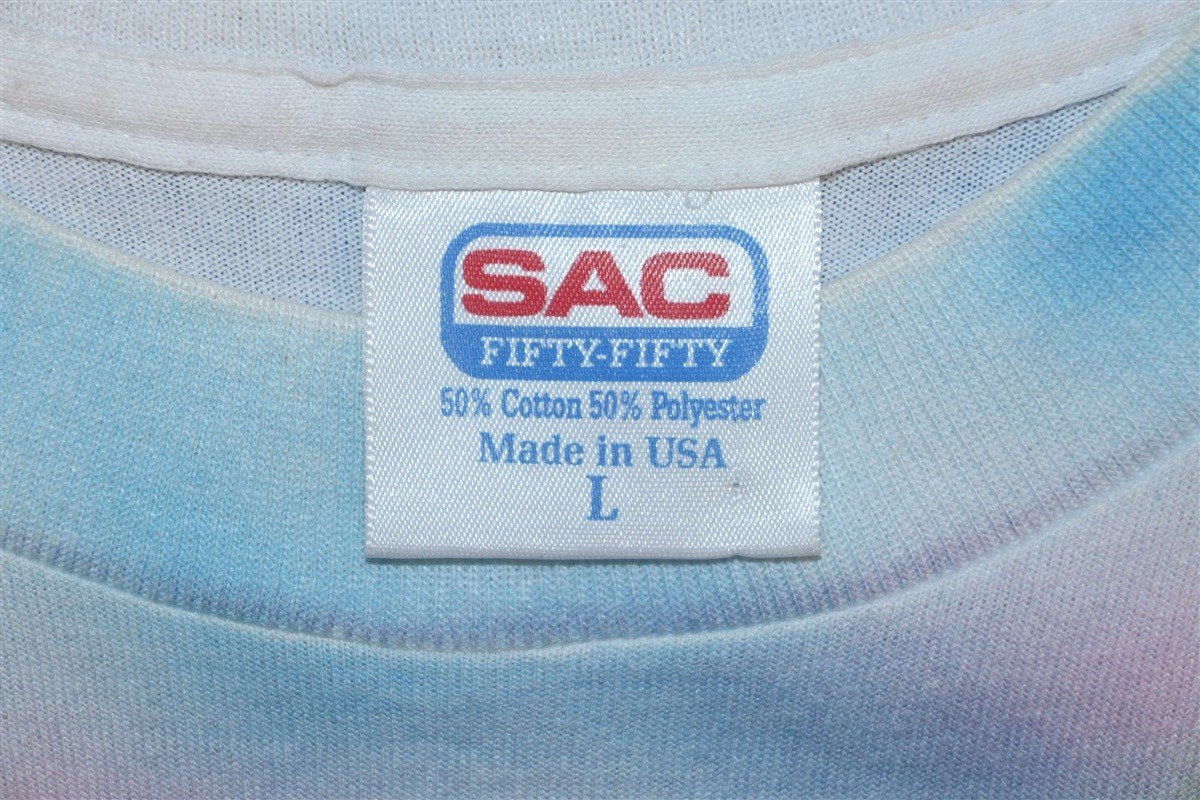 SAC
FIFTY-FIFTY
50% Cotton 50% Polyester
Made in USA
L